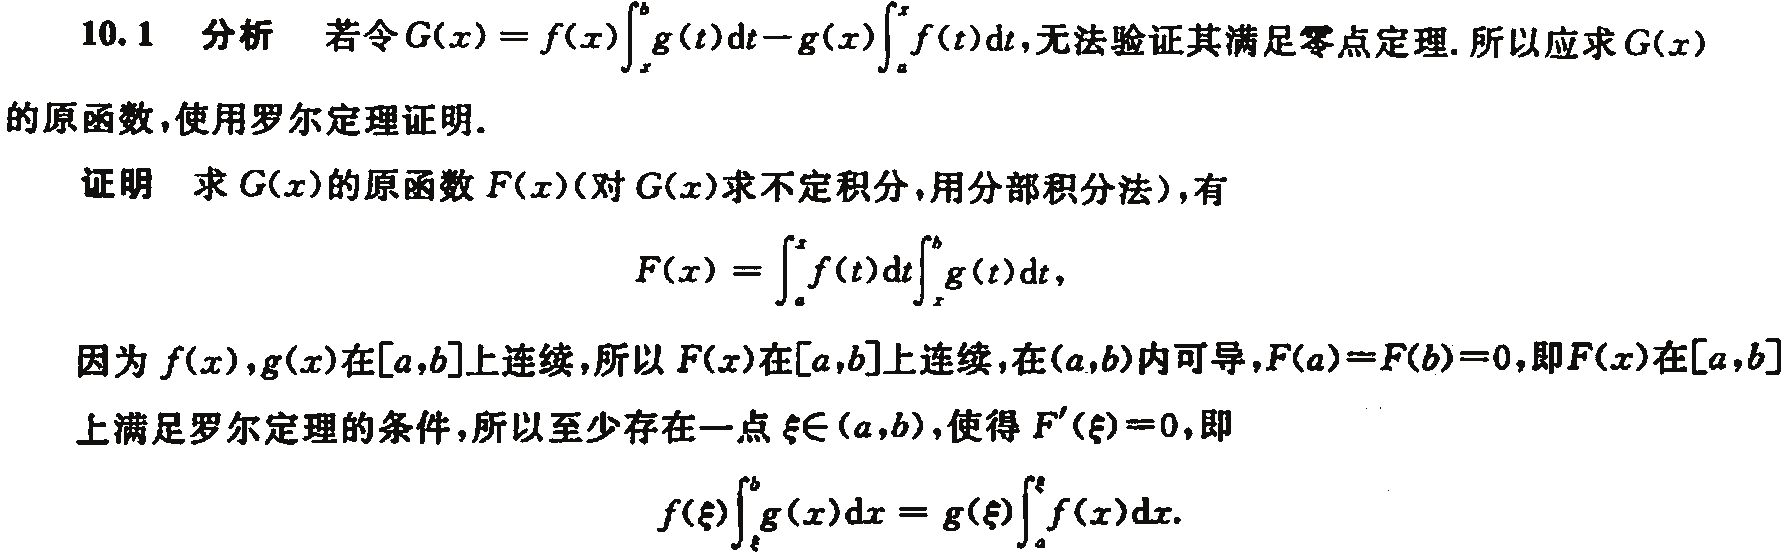 10.1 分析 若令 $G(x)=f(x)\int_x^b g(t)\mathrm{d}t-g(x)\int_a^x f(t)\mathrm{d}t$,无法验证其满足零点定理. 所以应求 $G(x)$
的原函数,使用罗尔定理证明.
证明 求 $G(x)$ 的原函数 $F(x)$(对 $G(x)$ 求不定积分,用分部积分法),有
$F(x)=\int_a^x f(t)\mathrm{d}t\int_x^b g(t)\mathrm{d}t,$
因为 $f(x),g(x)$ 在 $[a,b]$ 上连续,所以 $F(x)$ 在 $[a,b]$ 上连续,在 $(a,b)$ 内可导,$F(a)=F(b)=0$,即 $F(x)$ 在 $[a,b]$
上满足罗尔定理的条件,所以至少存在一点 $\xi\in(a,b)$,使得 $F'(\xi)=0$,即
$f(\xi)\int_\xi^b g(x)\mathrm{d}x=g(\xi)\int_a^\xi f(x)\mathrm{d}x.$